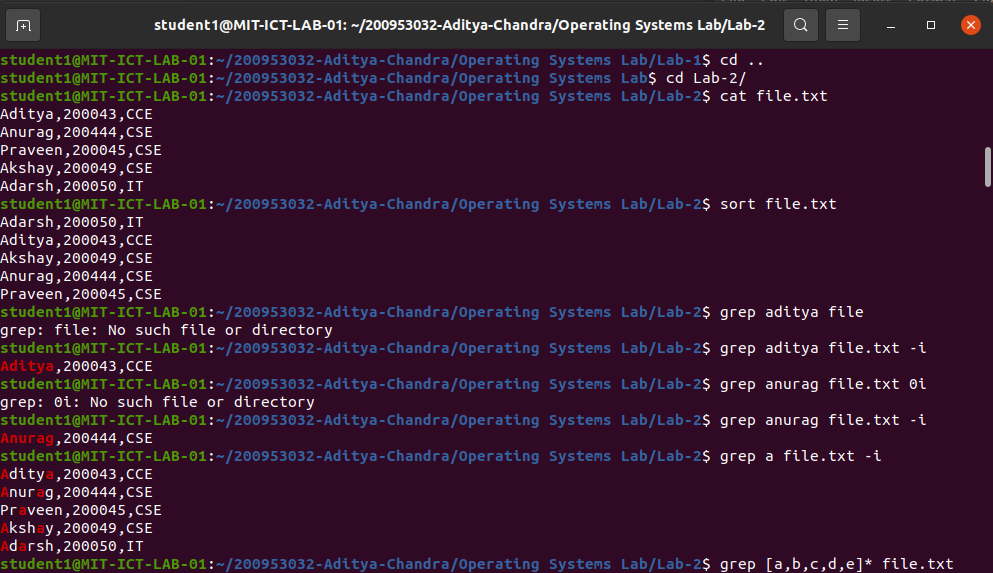 student1@MIT-ICT-LAB-01: ~/200953032-Aditya-Chandra/Operating Systems Lab/Lab-2
student1@MIT-ICT-LAB-01:~/200953032-Aditya-Chandra/Operating Systems Lab/Lab-1$ cd ..
student1@MIT-ICT-LAB-01:~/200953032-Aditya-Chandra/Operating Systems Lab$ cd Lab-2/
student1@MIT-ICT-LAB-01:~/200953032-Aditya-Chandra/Operating Systems Lab/Lab-2$ cat file.txt
Aditya,200043,CCE
Anurag,200444,CSE
Praveen,200045,CSE
Akshay,200049,CSE
Adarsh,200050,IT
student1@MIT-ICT-LAB-01:~/200953032-Aditya-Chandra/Operating Systems Lab/Lab-2$ sort file.txt
Adarsh,200050,IT
Aditya,200043,CCE
Akshay,200049,CSE
Anurag,200444,CSE
Praveen,200045,CSE
student1@MIT-ICT-LAB-01:~/200953032-Aditya-Chandra/Operating Systems Lab/Lab-2$ grep aditya file
grep: file: No such file or directory
student1@MIT-ICT-LAB-01:~/200953032-Aditya-Chandra/Operating Systems Lab/Lab-2$ grep aditya file.txt -i
Aditya,200043,CCE
student1@MIT-ICT-LAB-01:~/200953032-Aditya-Chandra/Operating Systems Lab/Lab-2$ grep anurag file.txt 0i
grep: 0i: No such file or directory
student1@MIT-ICT-LAB-01:~/200953032-Aditya-Chandra/Operating Systems Lab/Lab-2$ grep anurag file.txt -i
Anurag,200444,CSE
student1@MIT-ICT-LAB-01:~/200953032-Aditya-Chandra/Operating Systems Lab/Lab-2$ grep a file.txt -i
Aditya,200043,CCE
Anurag,200444,CSE
Praveen,200045,CSE
Akshay,200049,CSE
Adarsh,200050,IT
student1@MIT-ICT-LAB-01:~/200953032-Aditya-Chandra/Operating Systems Lab/Lab-2$ grep [a,b,c,d,e]* file.txt